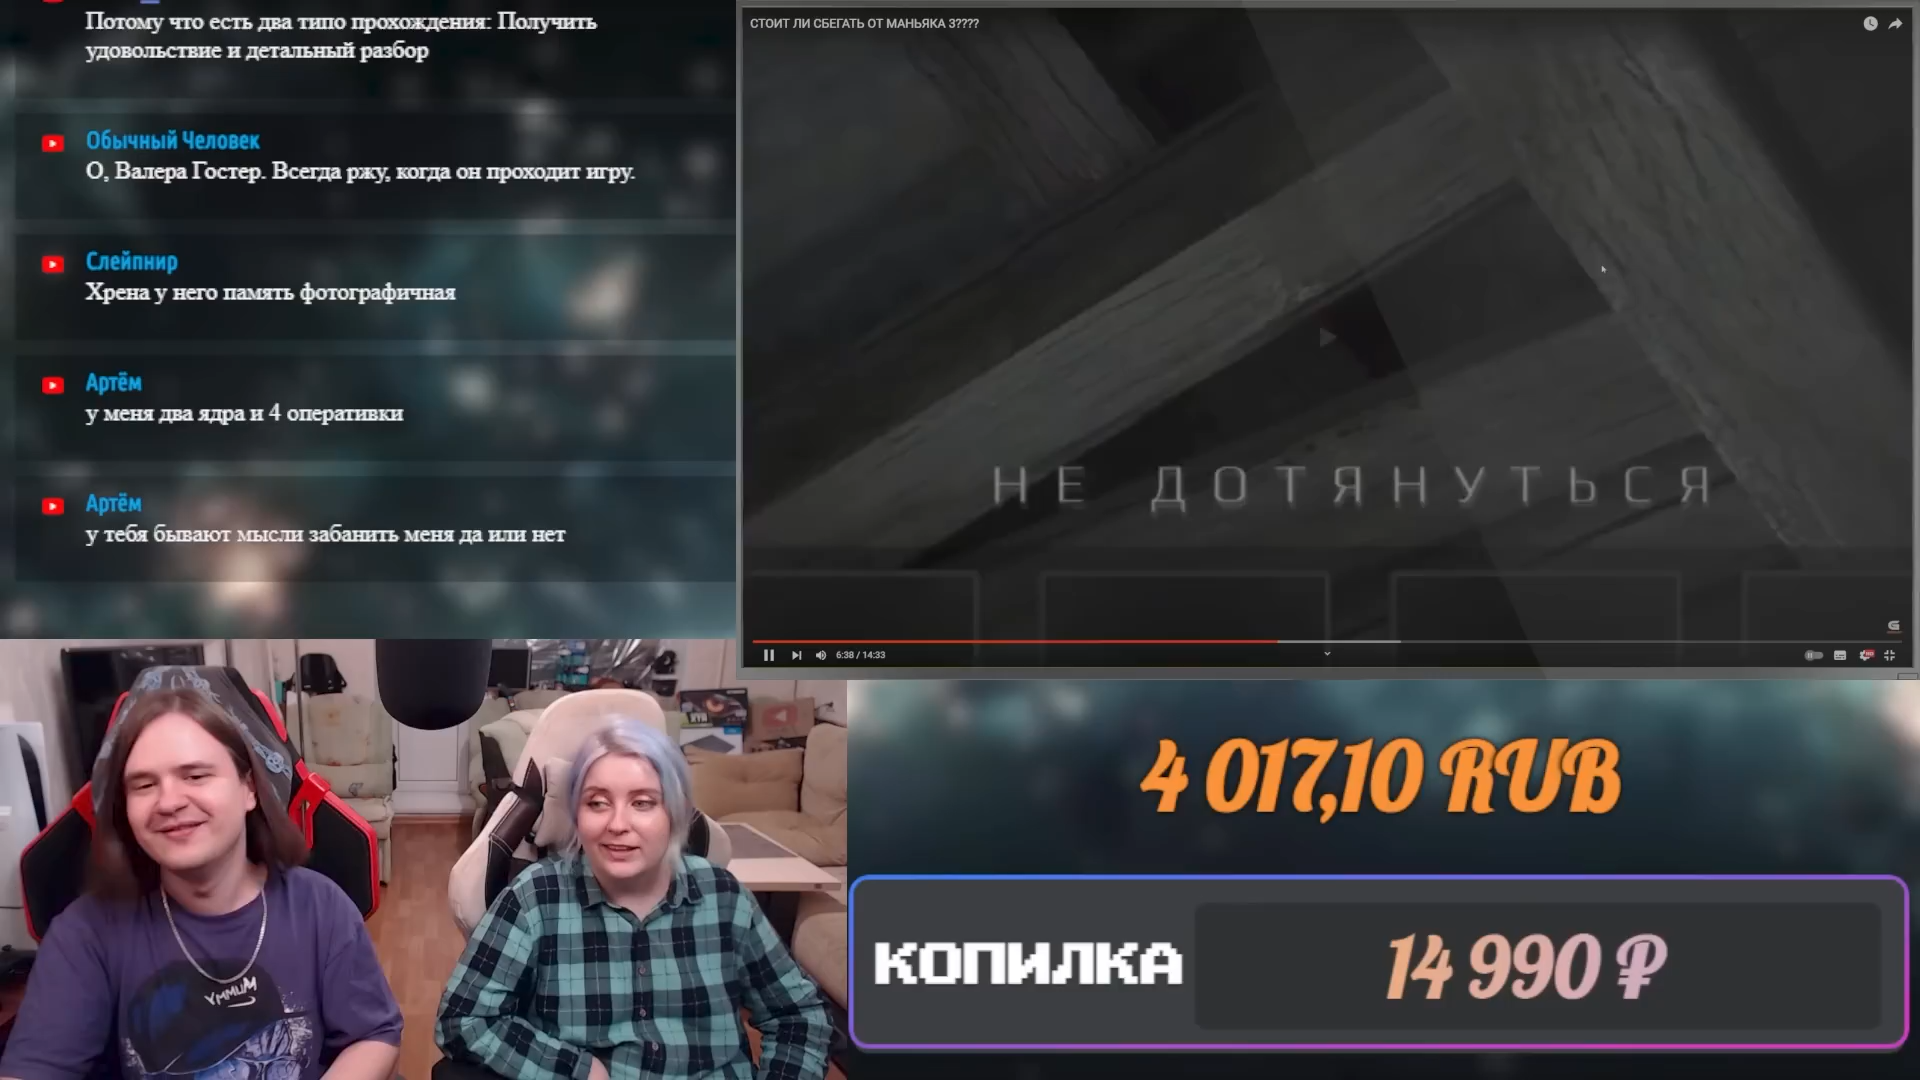 Потому что есть два типо прохождения: Получить
удовольствие и детальный разбор
Обычный Человек
О, Валера Гостер. Всегда ржу, когда он проходит игру.
Слейпнир
Хрена у него память фотографичная
Артём
у меня два ядра и 4 оперативки
Артём
у тебя бывают мысли забанить меня да или нет
СТОИТ ЛИ СБЕГАТЬ ОТ МАНЬЯКА 3????
НЕ ДОТЯНУТЬСЯ
6:38 / 14:33
4 017,10 RUB
КОПИЛКА
14 990 ₽